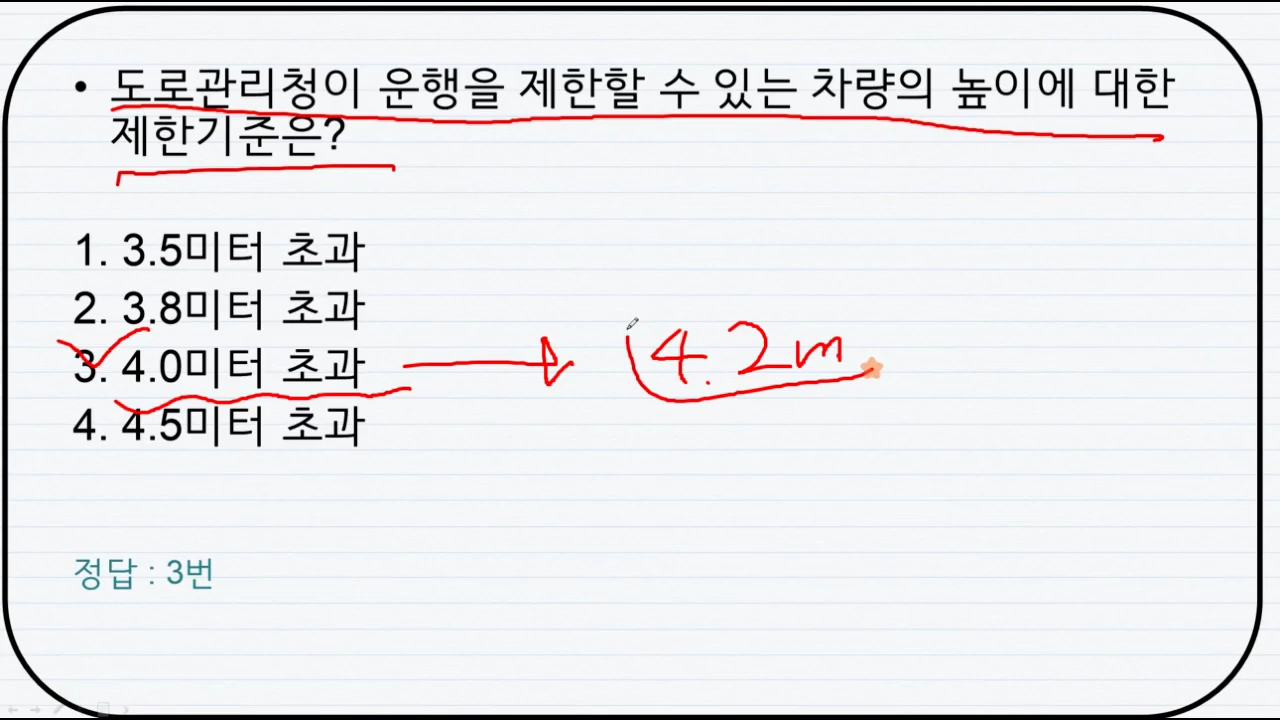 • 도로관리청이 운행을 제한할 수 있는 차량의 높이에 대한
제한기준은?
1. 3.5미터 초과
2. 3.8미터 초과
3. 4.0미터 초과
4.2m
4. 4.5미터 초과
정답 : 3번